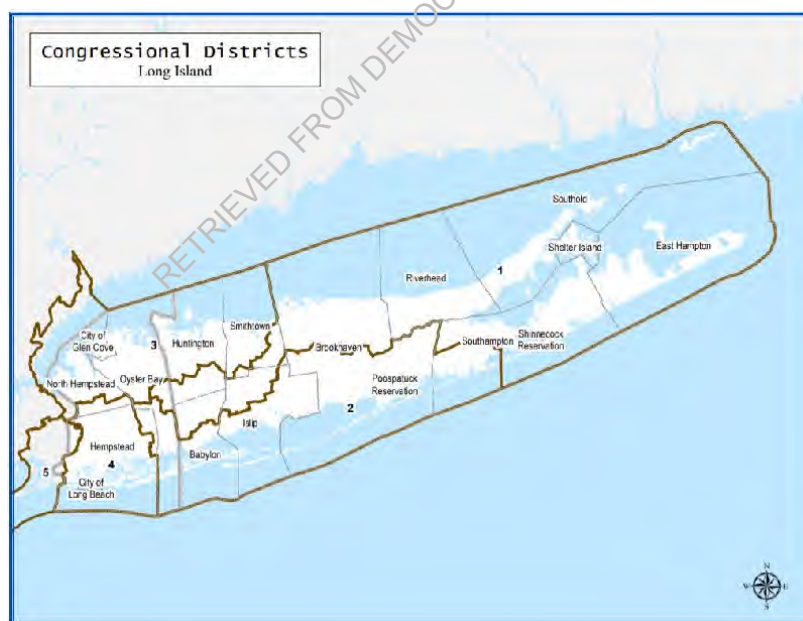 RETRIEVED FROM DEMOC
Congressional Districts
Long Island
Southold
Shelter Island
1
East Hampton
Riverhead
Smithtown
City of
Glen Cove
3
Huntington
Brookhaven
Southampton
Shinnecock
Reservation
North Hempstead
Oyster Bay
Poospatuck
Reservation
2
Islip
Hempstead
4
Babylon
5
City of
Long Beach
N
W
E
S